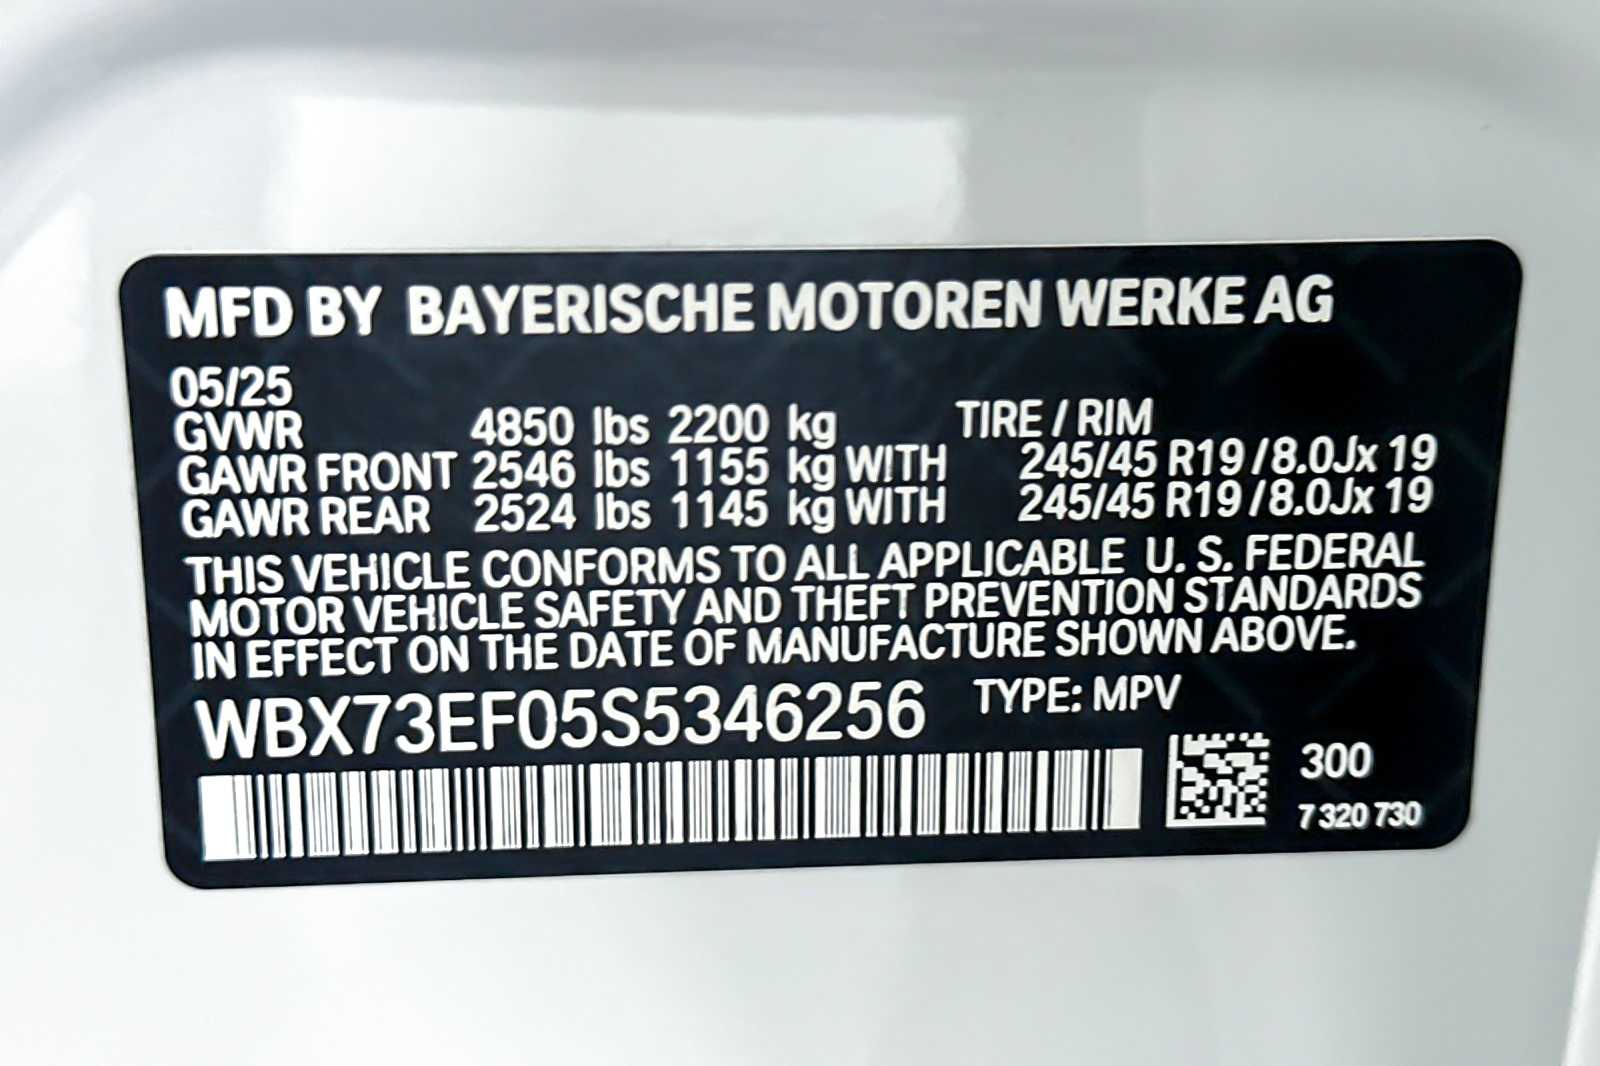 MFD BY BAYERISCHE MOTOREN WERKE AG
05/25
GVWR 4850 lbs 2200 kg TIRE / RIM
GAWR FRONT 2546 lbs 1155 kg WITH 245/45 R19 / 8.0Jx 19
GAWR REAR 2524 lbs 1145 kg WITH 245/45 R19 / 8.0Jx 19
THIS VEHICLE CONFORMS TO ALL APPLICABLE U. S. FEDERAL
MOTOR VEHICLE SAFETY AND THEFT PREVENTION STANDARDS
IN EFFECT ON THE DATE OF MANUFACTURE SHOWN ABOVE.
WBX73EF05S5346256 TYPE: MPV
300
7 320 730